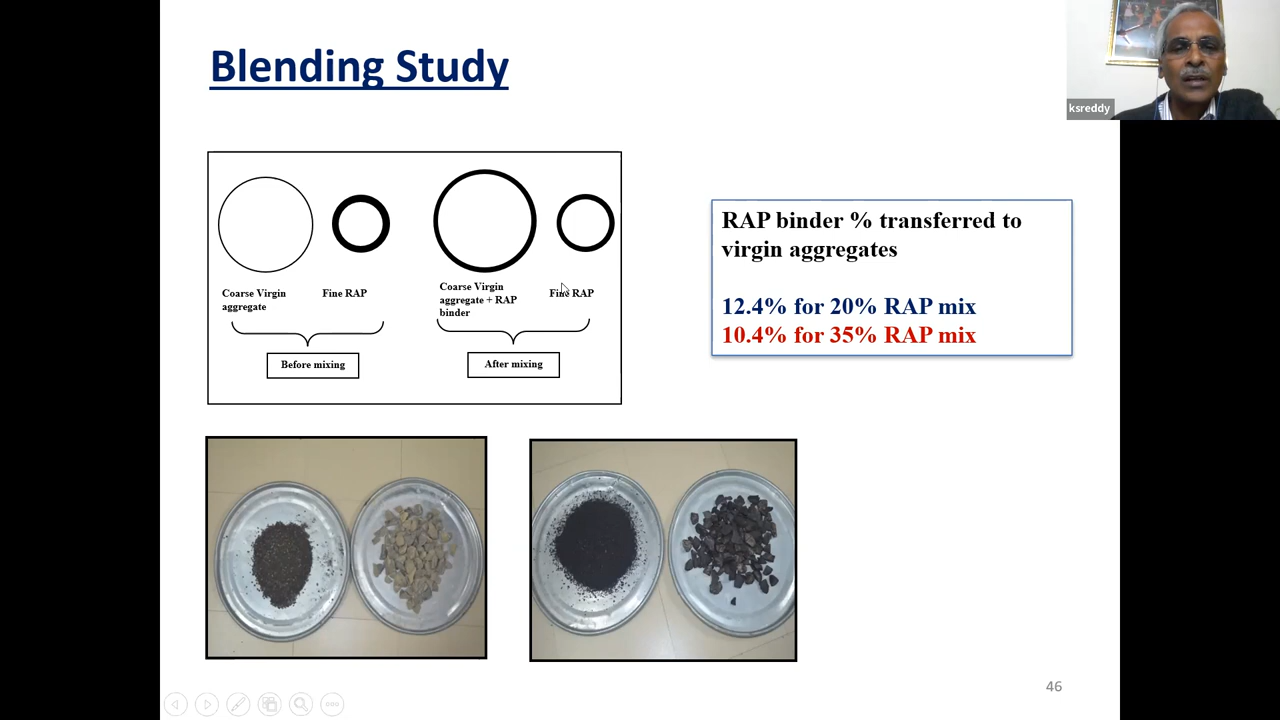 Blending Study
ksreddy
RAP binder % transferred to
virgin aggregates
12.4% for 20% RAP mix
10.4% for 35% RAP mix
Coarse Virgin
aggregate
Fine RAP
Coarse Virgin
aggregate + RAP
binder
Fine RAP
Before mixing
After mixing
46